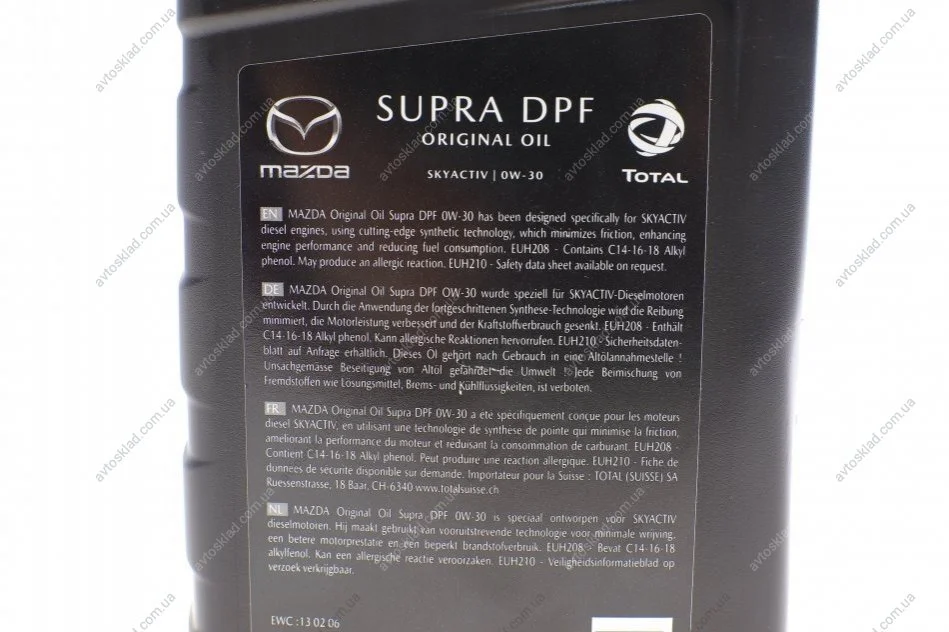 SUPRA DPF
ORIGINAL OIL
SKYACTIV | 0W-30
mazda
TOTAL
EN MAZDA Original Oil Supra DPF 0W-30 has been designed specifically for SKYACTIV
diesel engines, using cutting-edge synthetic technology, which minimizes friction, enhancing
engine performance and reducing fuel consumption. EUH208 - Contains C14-16-18 Alkyl
phenol. May produce an allergic reaction. EUH210 - Safety data sheet available on request.
DE MAZDA Original Oil Supra DPF 0W-30 wurde speziell für SKYACTIV-Dieselmotoren
entwickelt. Durch die Anwendung der fortgeschrittenen Synthese-Technologie wird die Reibung
minimiert, die Motorleistung verbessert und der Kraftstoffverbrauch gesenkt. EUH208 - Enthält
C14-16-18 Alkyl phenol. Kann allergische Reaktionen hervorrufen. EUH210 - Sicherheitsdaten-
blatt auf Anfrage erhältlich. Dieses Öl gehört nach Gebrauch in eine Altölannahmestelle !
Unsachgemässe Beseitigung von Altöl gefährdet die Umwelt ! Jede Beimischung von
Fremdstoffen wie Lösungsmittel, Brems- und Kühlflüssigkeiten, ist verboten.
FR MAZDA Original Oil Supra DPF 0W-30 a été spécifiquement conçue pour les moteurs
diesel SKYACTIV, en utilisant une technologie de synthèse de pointe qui minimise la friction,
améliorant la performance du moteur et réduisant la consommation de carburant. EUH208 -
Contient C14-16-18 Alkyl phenol. Peut produire une réaction allergique. EUH210 - Fiche de
données de sécurité disponible sur demande. Importateur pour la Suisse : TOTAL (SUISSE) SA
Ruessenstrasse, 18 Baar, CH-6340 www.totalsuisse.ch
NL MAZDA Original Oil Supra DPF 0W-30 is speciaal ontworpen voor SKYACTIV
dieselmotoren. Hij maakt gebruik van vooruitstrevende technologie voor minimale wrijving,
een betere motorprestatie en een beperkt brandstofverbruik. EUH208 - Bevat C14-16-18
alkylfenol. Kan een allergische reactie veroorzaken. EUH210 - Veiligheidsinformatieblad op
verzoek verkrijgbaar.
EWC :13 02 06
avtosklad.com.ua